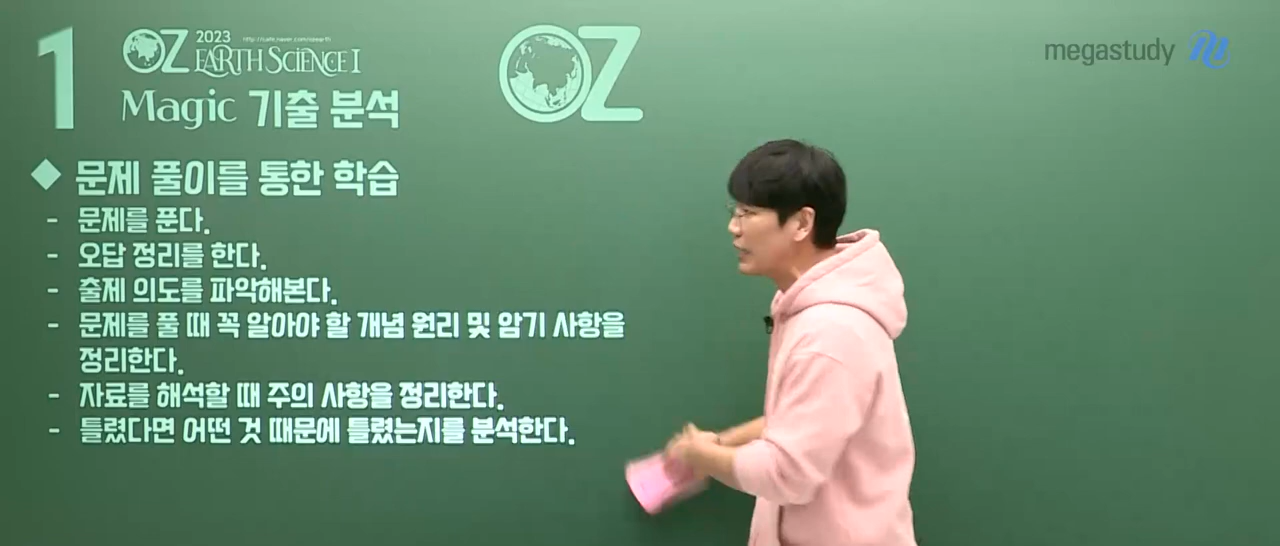 1
OZ 2023
EARTH SCIENCE I
Magic 기출 분석
OZ
megastudy
◆ 문제 풀이를 통한 학습
- 문제를 푼다.
- 오답 정리를 한다.
- 출제 의도를 파악해본다.
- 문제를 풀 때 꼭 알아야 할 개념 원리 및 암기 사항을
정리한다.
- 자료를 해석할 때 주의 사항을 정리한다.
- 틀렸다면 어떤 것 때문에 틀렸는지를 분석한다.